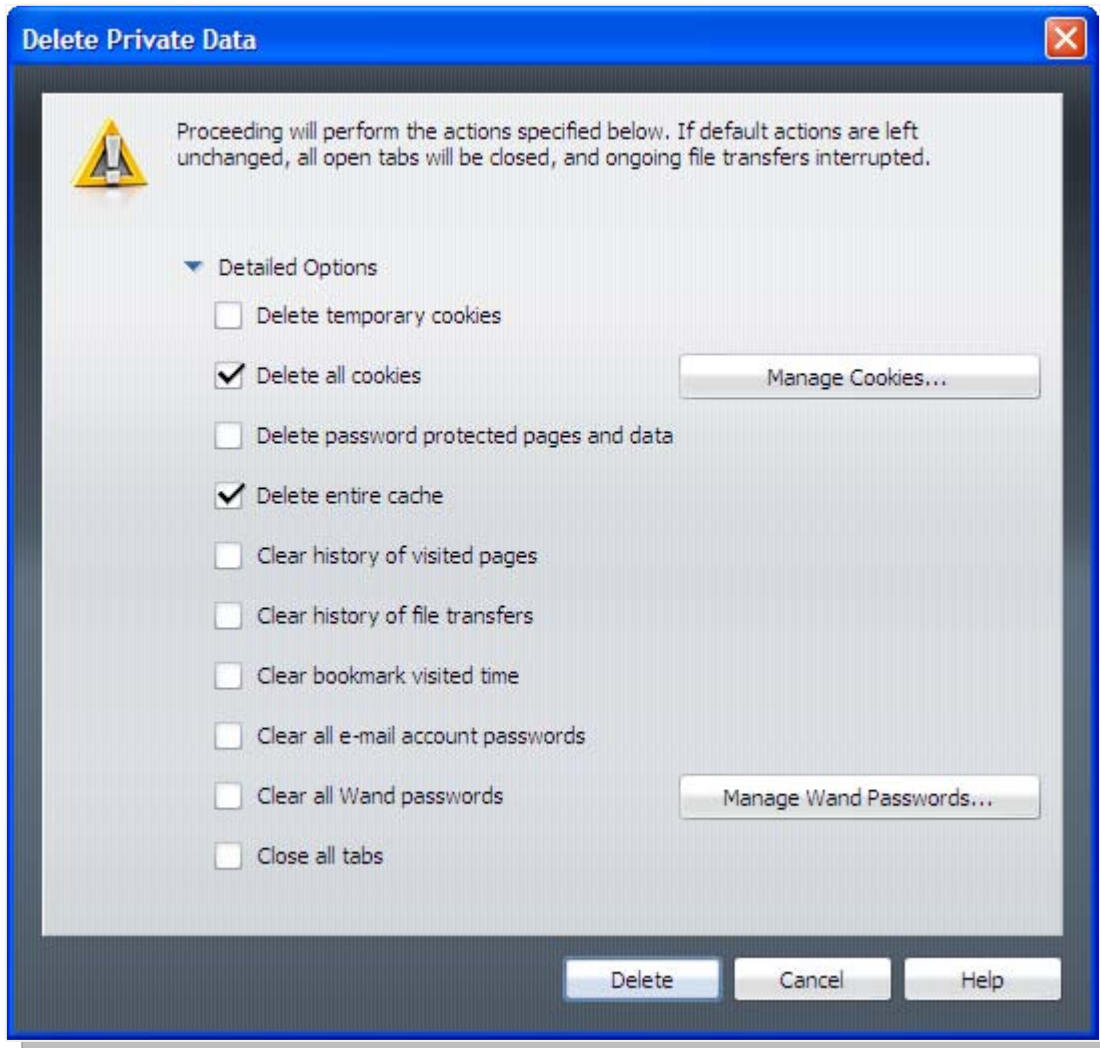 Delete Private Data
Proceeding will perform the actions specified below. If default actions are left
unchanged, all open tabs will be closed, and ongoing file transfers interrupted.
Detailed Options
Delete temporary cookies
Delete all cookies
Manage Cookies...
Delete password protected pages and data
Delete entire cache
Clear history of visited pages
Clear history of file transfers
Clear bookmark visited time
Clear all e-mail account passwords
Clear all Wand passwords
Manage Wand Passwords...
Close all tabs
Delete
Cancel
Help